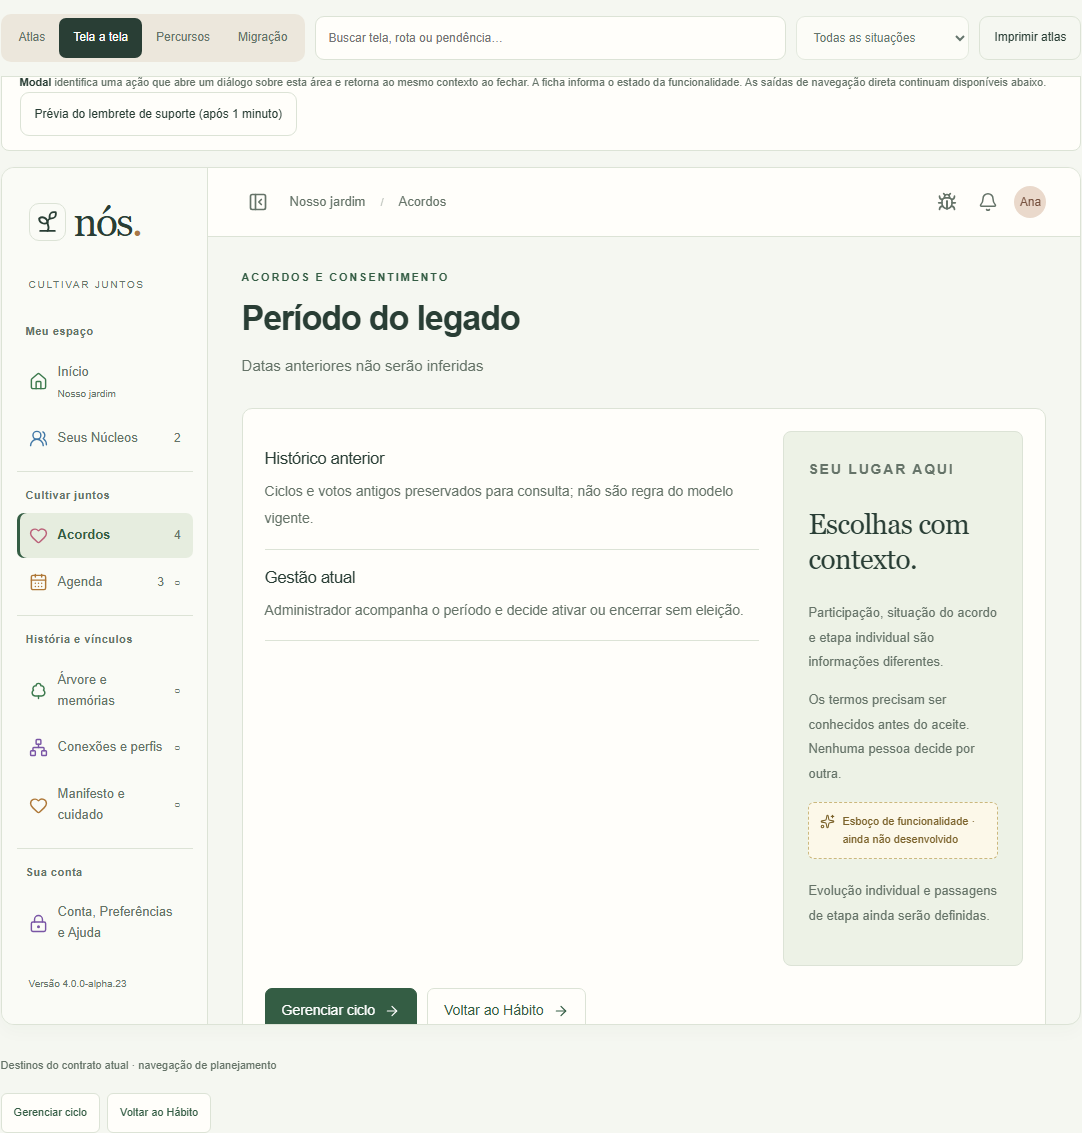 Atlas
Tela a tela
Percursos
Migração
Buscar tela, rota ou pendência...
Todas as situações
Imprimir atlas
Modal identifica uma ação que abre um diálogo sobre esta área e retorna ao mesmo contexto ao fechar. A ficha informa o estado da funcionalidade. As saídas de navegação direta continuam disponíveis abaixo.
Prévia do lembrete de suporte (após 1 minuto)
nós.
CULTIVAR JUNTOS
Meu espaço
Início
Nosso jardim
Seus Núcleos 2
Cultivar juntos
Acordos 4
Agenda 3
História e vínculos
Árvore e
memórias
Conexões e perfis
Manifesto e
cuidado
Sua conta
Conta, Preferências
e Ajuda
Versão 4.0.0-alpha.23
Nosso jardim / Acordos
Ana
ACORDOS E CONSENTIMENTO
Período do legado
Datas anteriores não serão inferidas
Histórico anterior
Ciclos e votos antigos preservados para consulta; não são regra do modelo
vigente.
Gestão atual
Administrador acompanha o período e decide ativar ou encerrar sem eleição.
SEU LUGAR AQUI
Escolhas com
contexto.
Participação, situação do acordo
e etapa individual são
informações diferentes.
Os termos precisam ser
conhecidos antes do aceite.
Nenhuma pessoa decide por
outra.
Esboço de funcionalidade ·
ainda não desenvolvido
Evolução individual e passagens
de etapa ainda serão definidas.
Gerenciar ciclo →
Voltar ao Hábito →
Destinos do contrato atual · navegação de planejamento
Gerenciar ciclo
Voltar ao Hábito